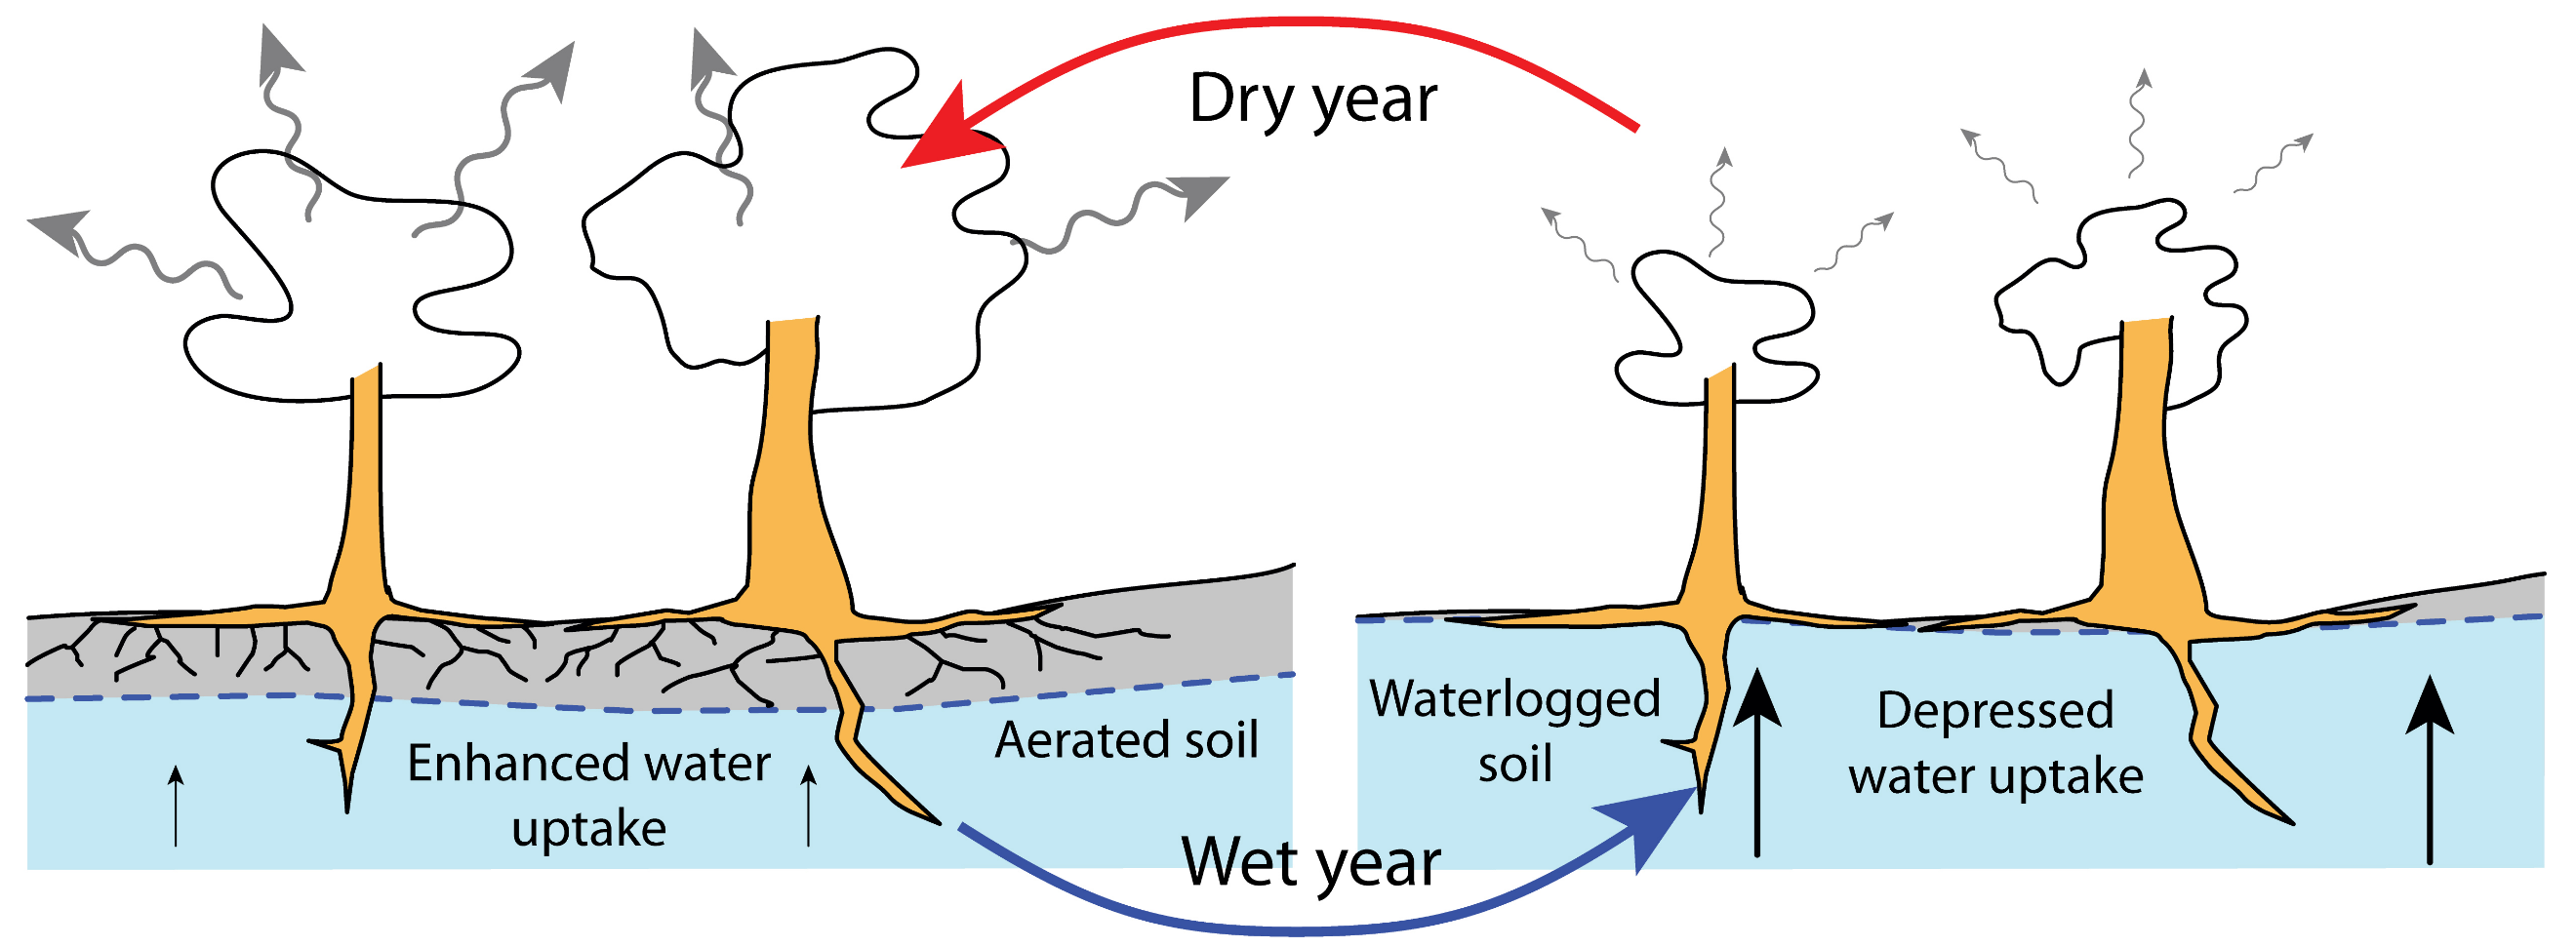 Dry year
Aerated soil
Enhanced water
uptake
Waterlogged
soil
Depressed
water uptake
Wet year